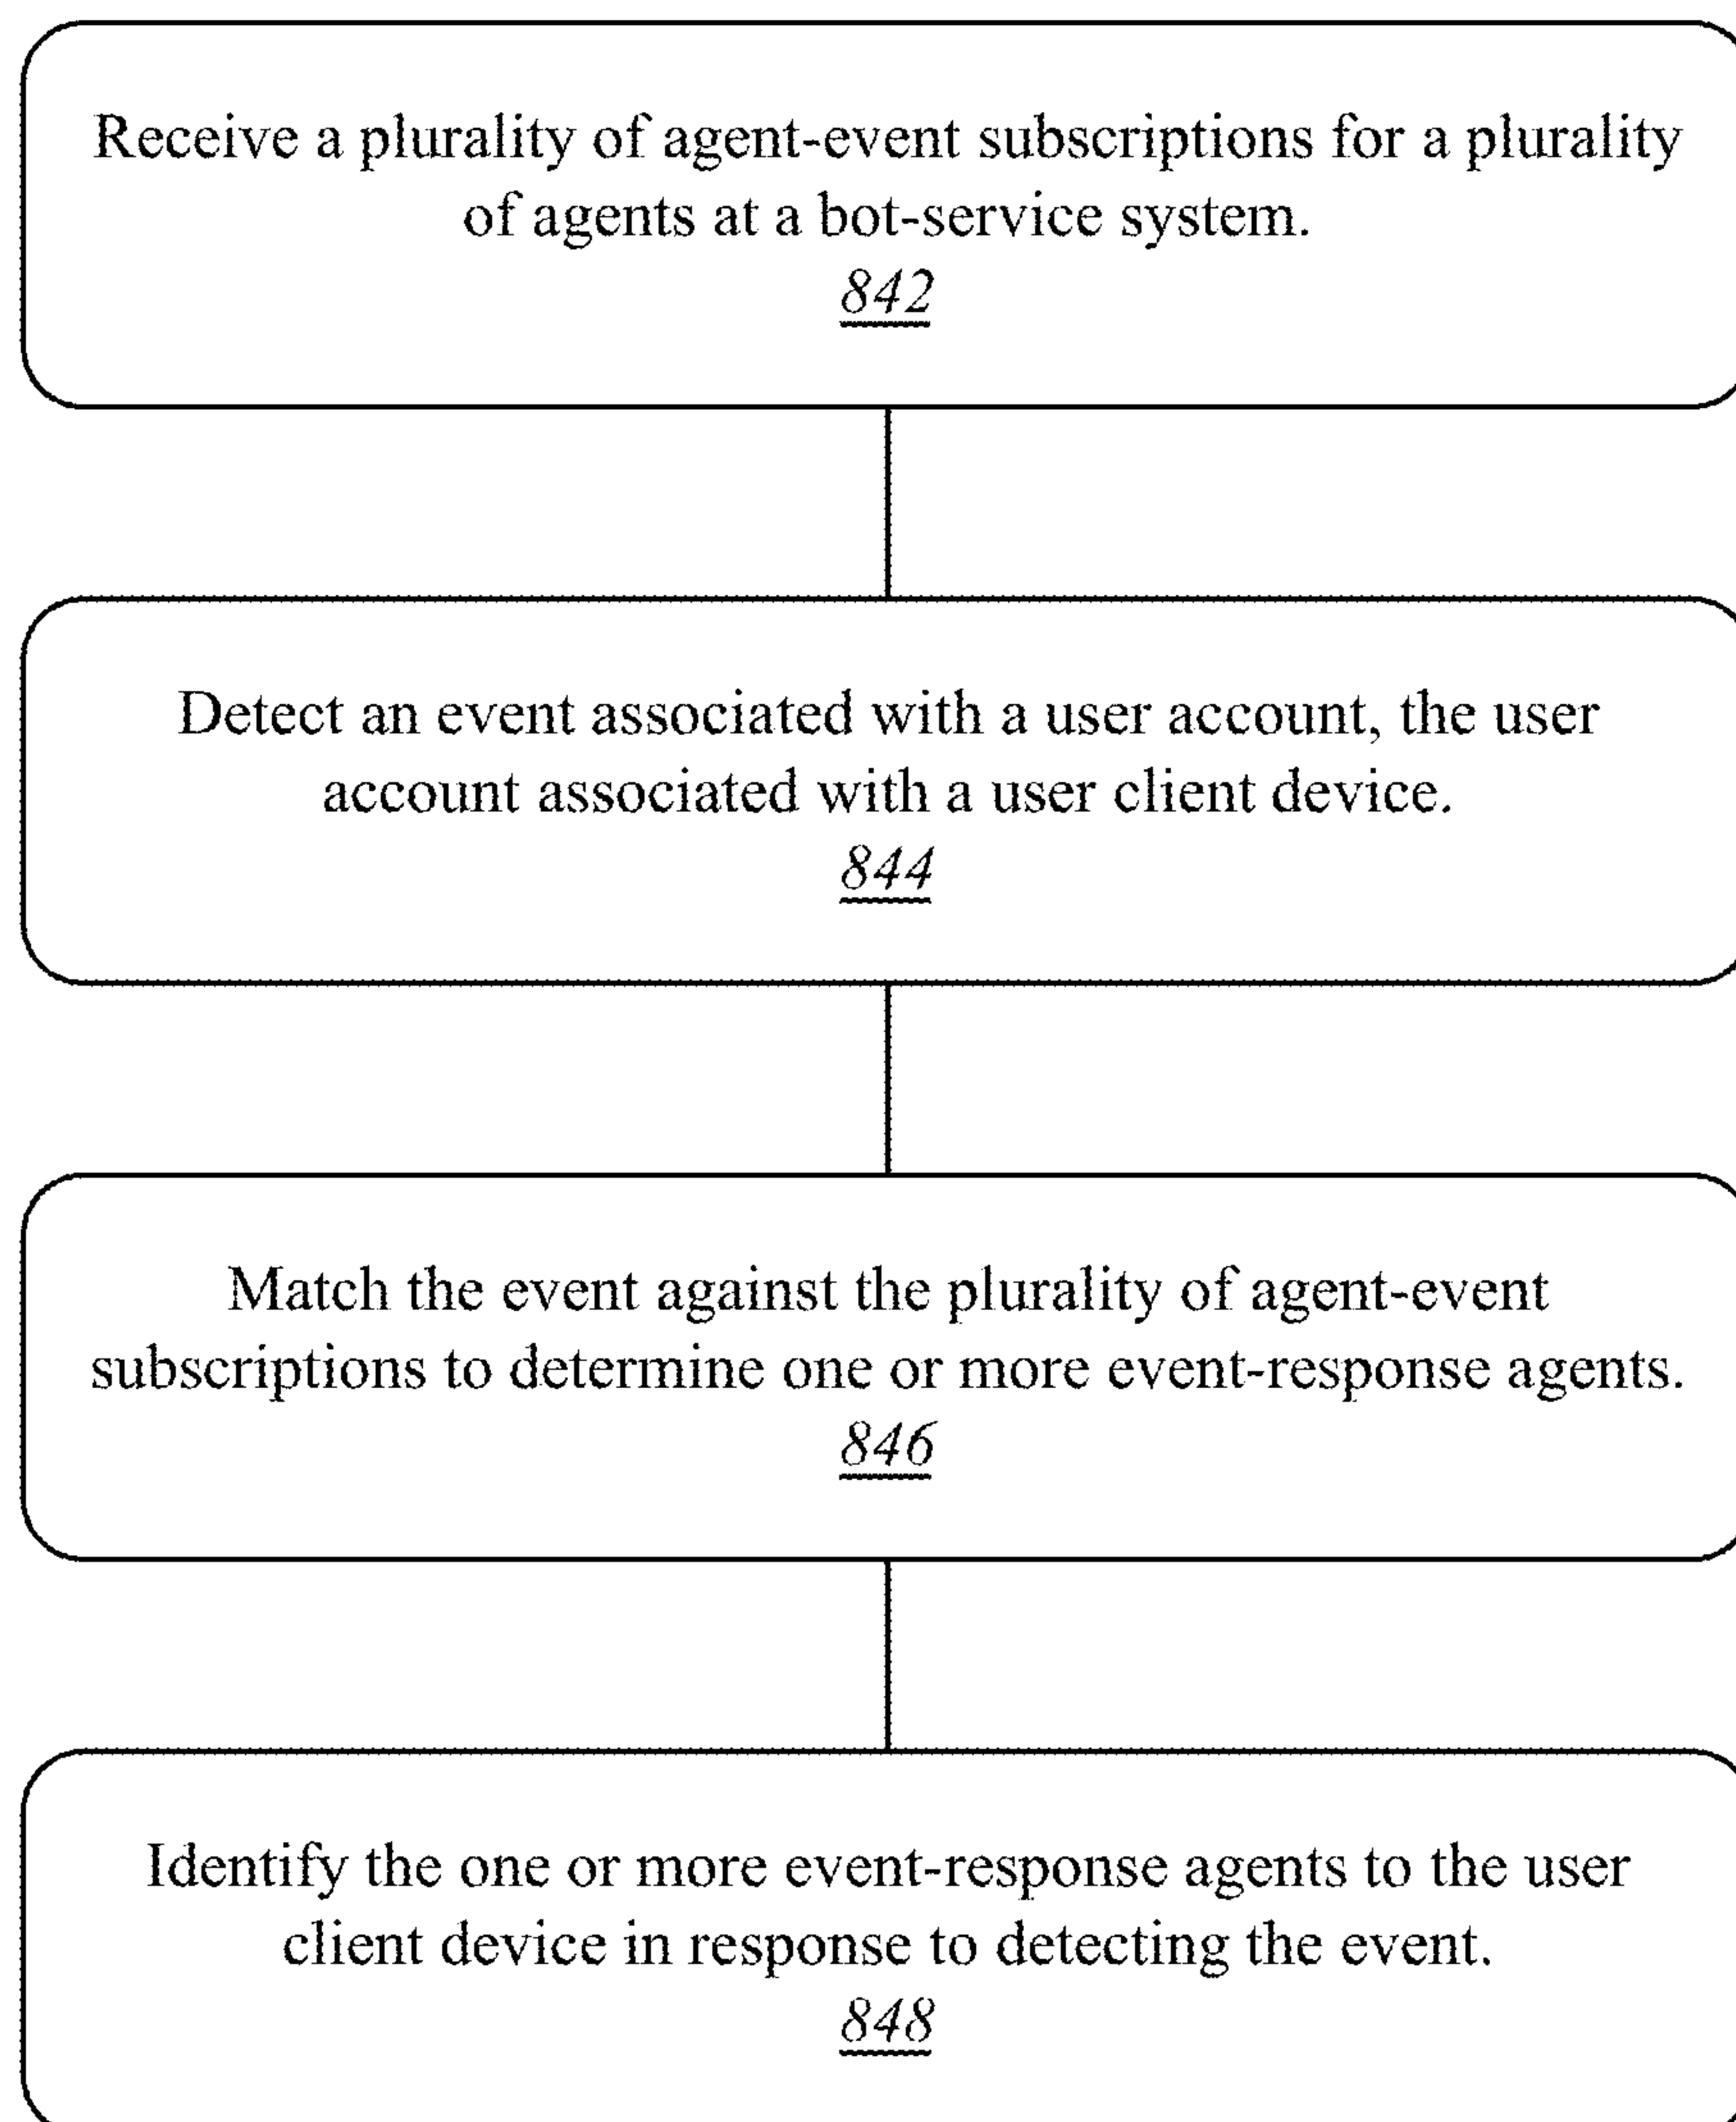 Receive a plurality of agent-event subscriptions for a plurality
of agents at a bot-service system.
842
Detect an event associated with a user account, the user
account associated with a user client device.
844
Match the event against the plurality of agent-event
subscriptions to determine one or more event-response agents.
846
Identify the one or more event-response agents to the user
client device in response to detecting the event.
848